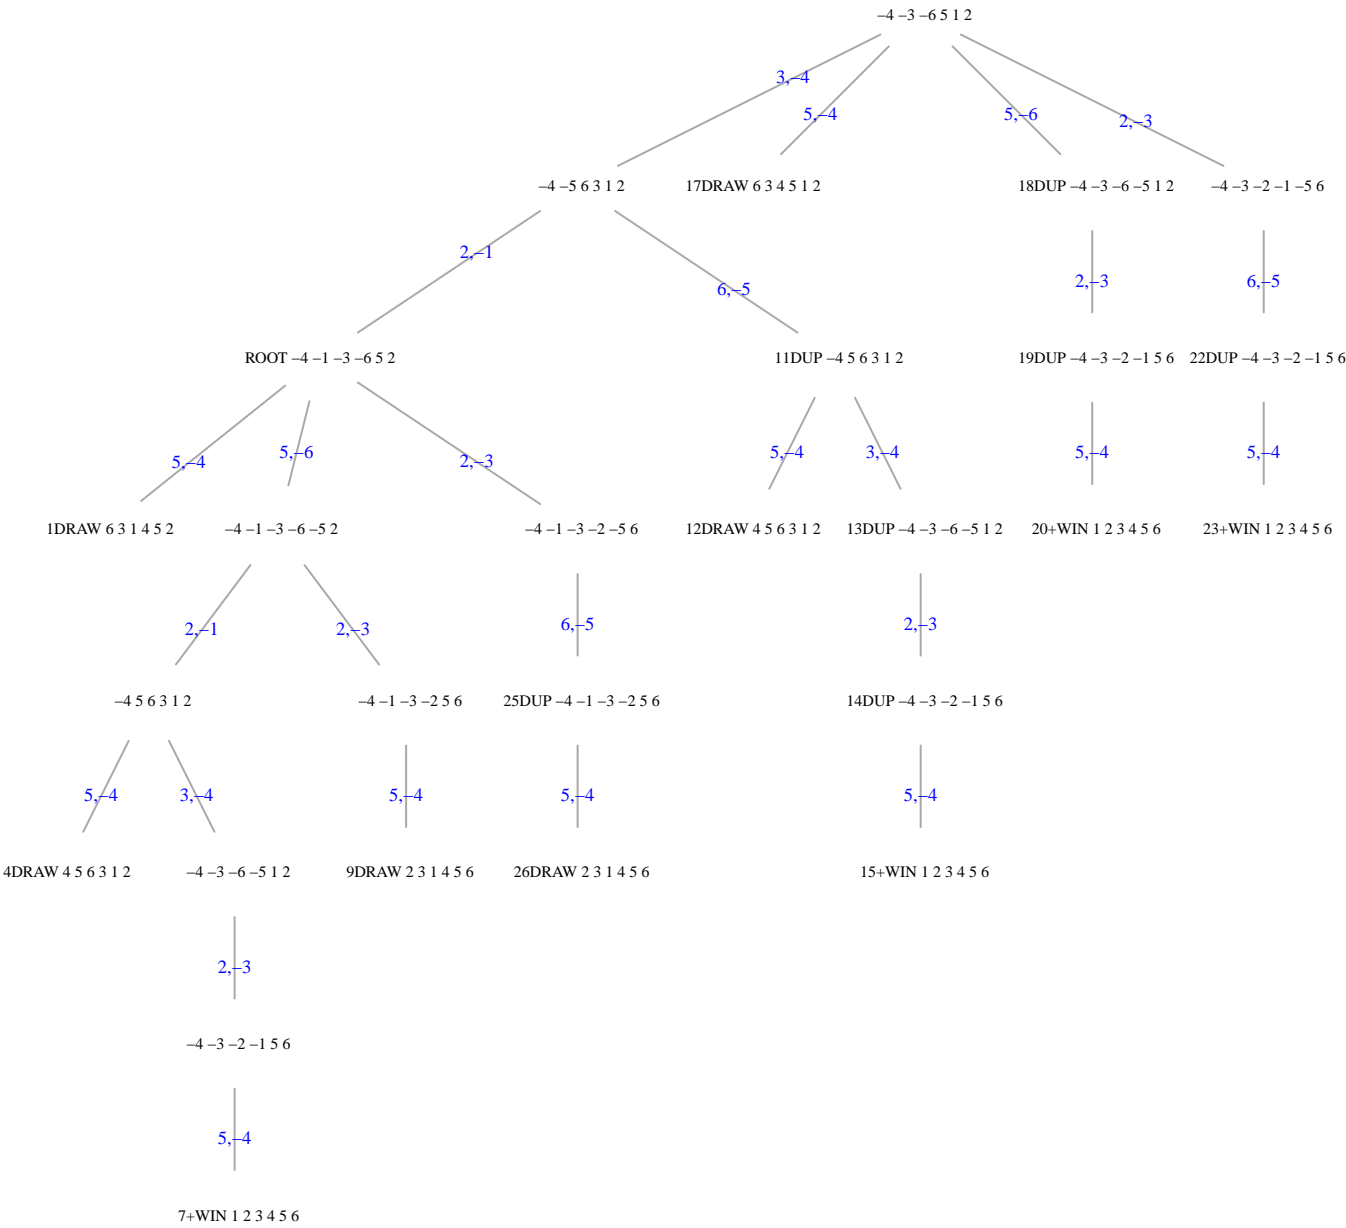 −4 −3 −6 5 1 2
3,−4
5,−4
5,−6
2,−3
−4 −5 6 3 1 2
17DRAW 6 3 4 5 1 2
18DUP −4 −3 −6 −5 1 2
−4 −3 −2 −1 −5 6
2,−1
6,−5
2,−3
6,−5
ROOT −4 −1 −3 −6 5 2
11DUP −4 5 6 3 1 2
19DUP −4 −3 −2 −1 5 6
22DUP −4 −3 −2 −1 5 6
5,−4
5,−6
2,−3
5,−4
3,−4
5,−4
5,−4
1DRAW 6 3 1 4 5 2
−4 −1 −3 −6 −5 2
−4 −1 −3 −2 −5 6
12DRAW 4 5 6 3 1 2
13DUP −4 −3 −6 −5 1 2
20+WIN 1 2 3 4 5 6
23+WIN 1 2 3 4 5 6
2,−1
2,−3
6,−5
2,−3
−4 5 6 3 1 2
−4 −1 −3 −2 5 6
25DUP −4 −1 −3 −2 5 6
14DUP −4 −3 −2 −1 5 6
5,−4
3,−4
5,−4
5,−4
5,−4
4DRAW 4 5 6 3 1 2
−4 −3 −6 −5 1 2
9DRAW 2 3 1 4 5 6
26DRAW 2 3 1 4 5 6
15+WIN 1 2 3 4 5 6
2,−3
−4 −3 −2 −1 5 6
5,−4
7+WIN 1 2 3 4 5 6